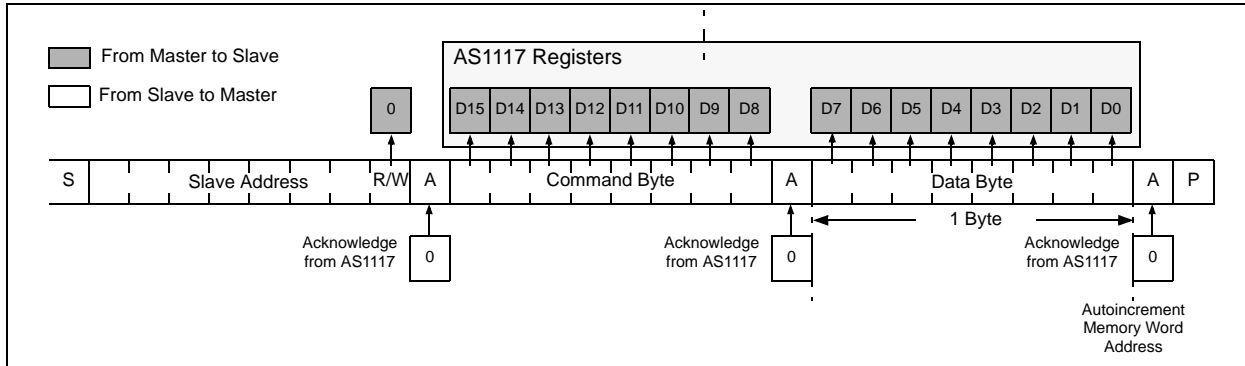 From Master to Slave
From Slave to Master
AS1117 Registers
0 D15 D14 D13 D12 D11 D10 D9 D8 D7 D6 D5 D4 D3 D2 D1 D0
S Slave Address R/W A Command Byte A Data Byte A P
1 Byte
Acknowledge
from AS1117
0
Acknowledge
from AS1117
0
Acknowledge
from AS1117
0
Autoincrement
Memory Word
Address